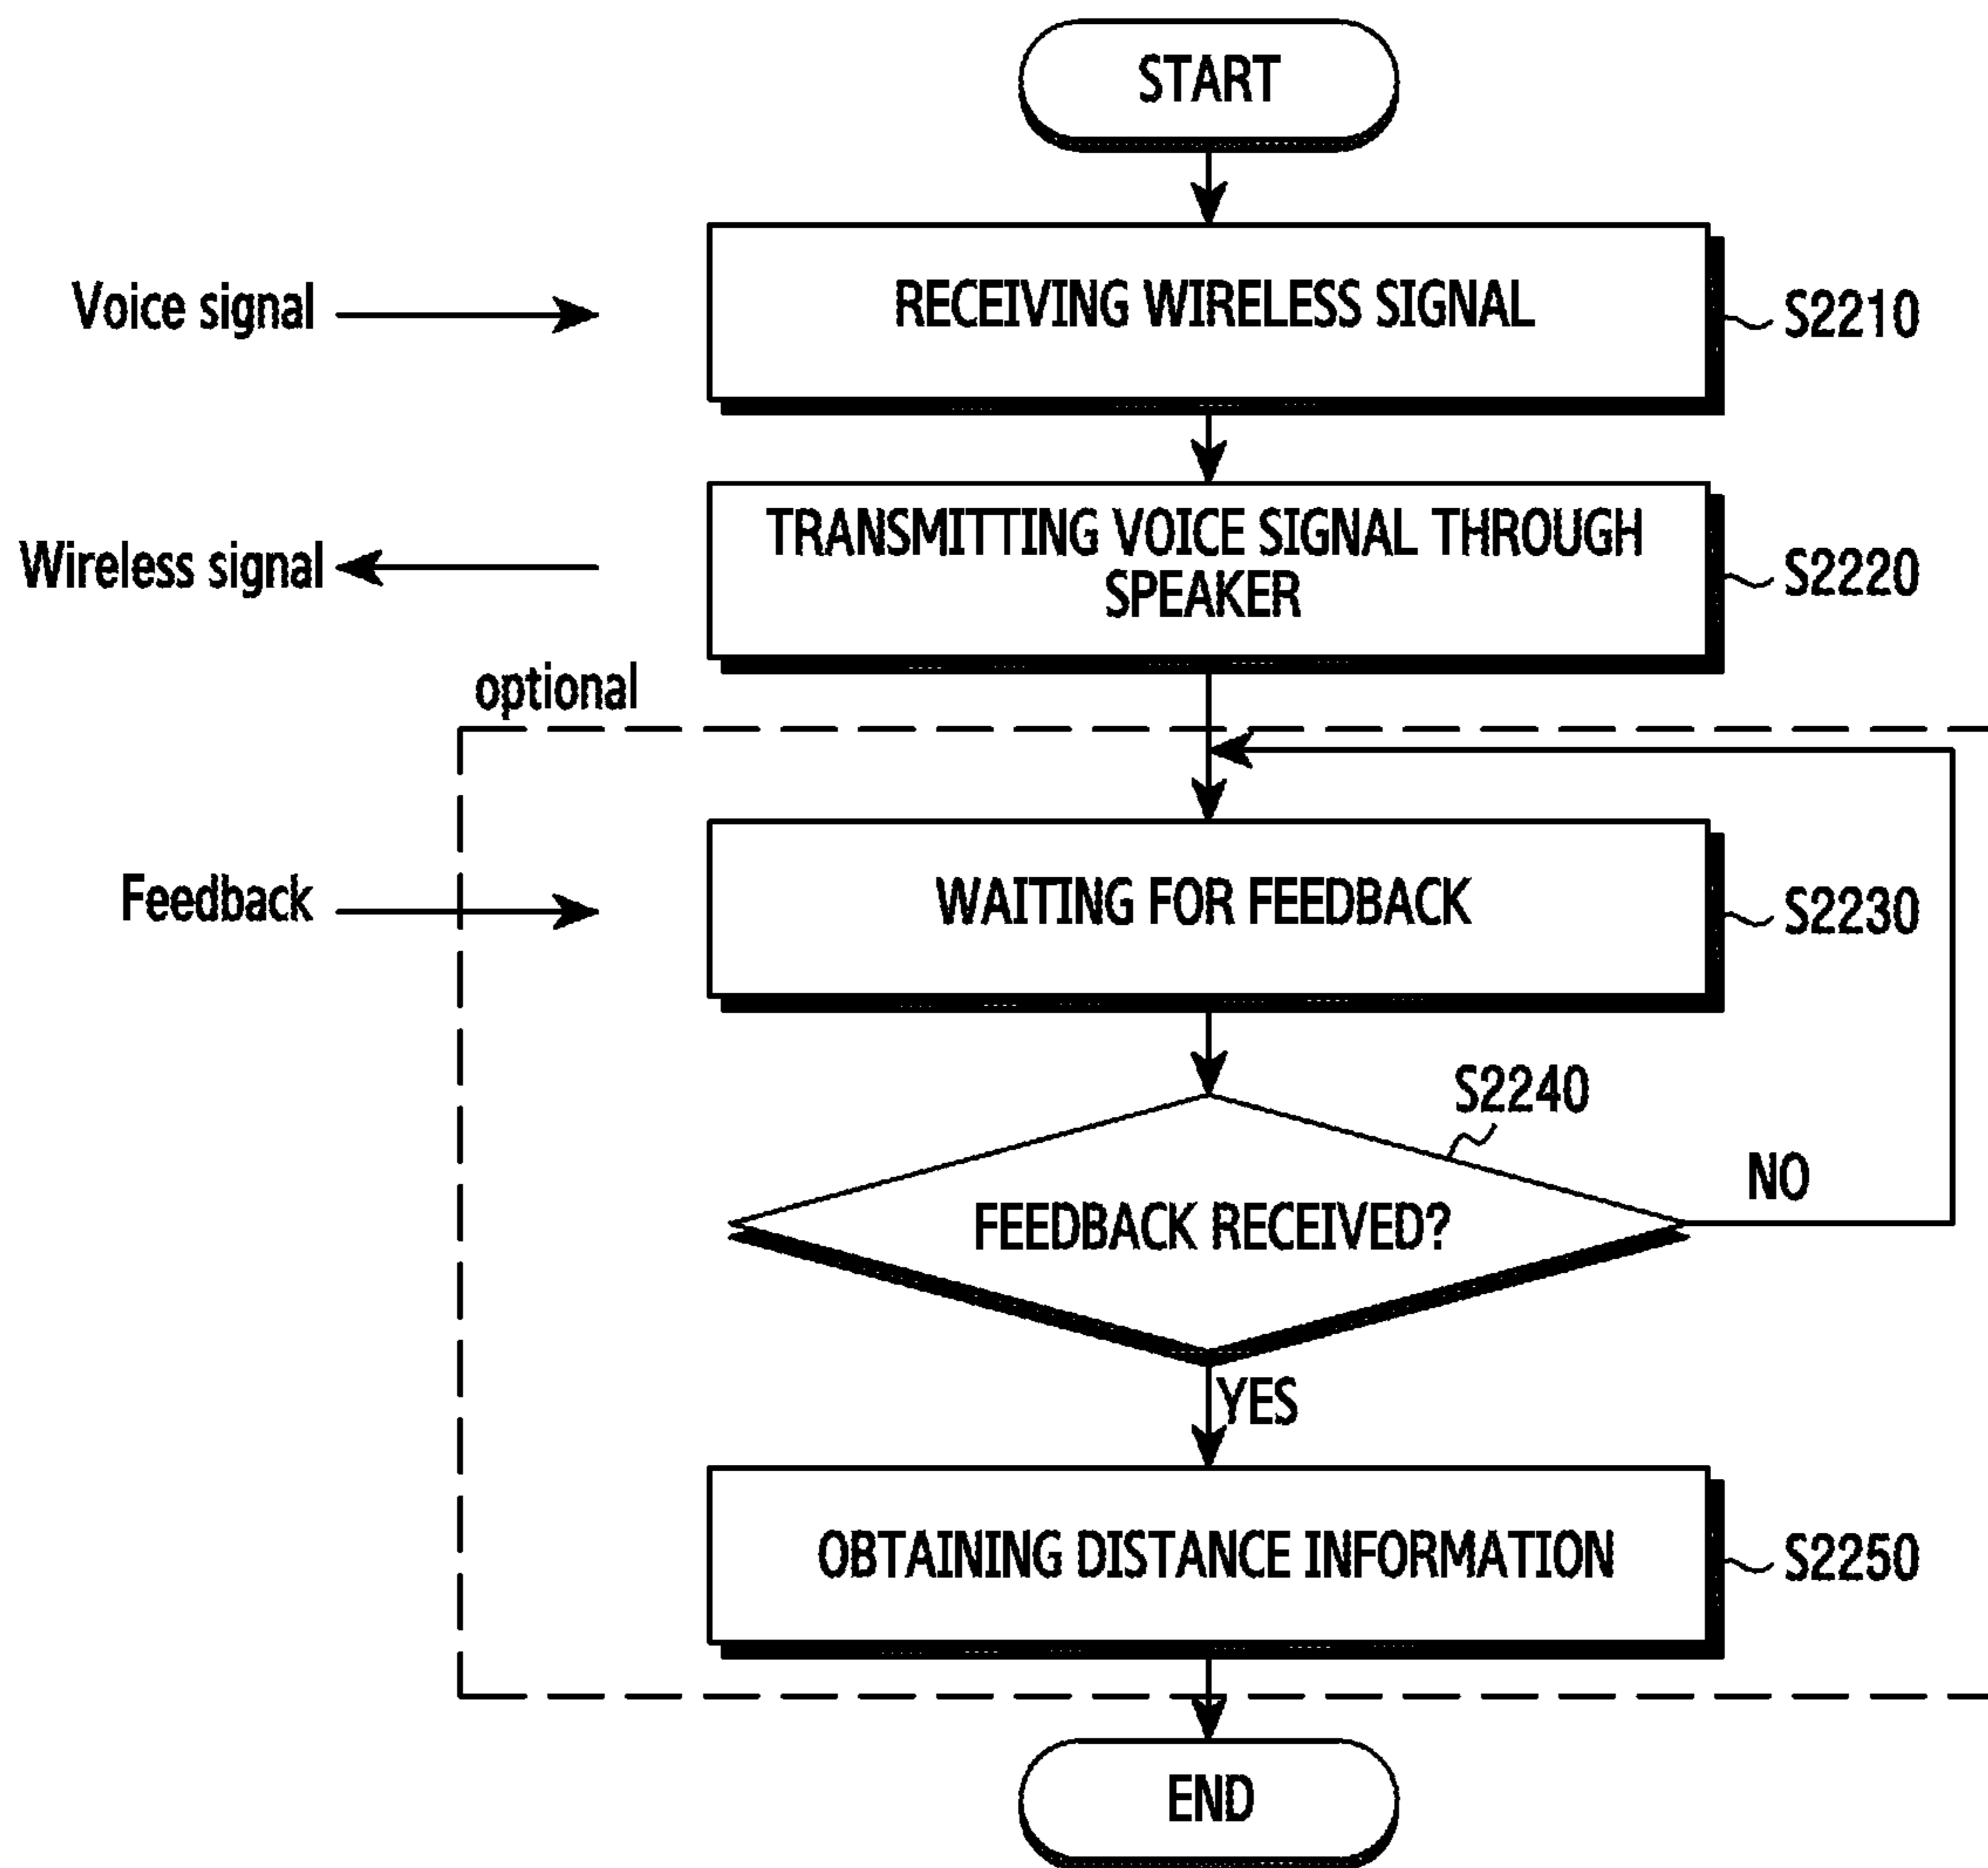 START
Voice signal
RECEIVING WIRELESS SIGNAL
S2210
Wireless signal
TRANSMITTING VOICE SIGNAL THROUGH
SPEAKER
S2220
optional
Feedback
WAITING FOR FEEDBACK
S2230
S2240
FEEDBACK RECEIVED?
NO
YES
OBTAINING DISTANCE INFORMATION
S2250
END